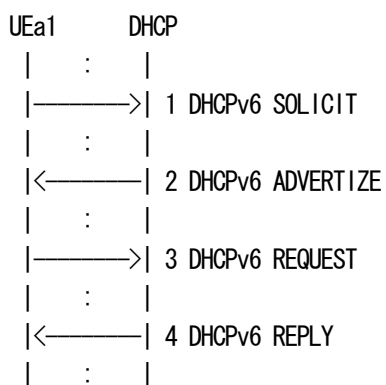 UEa1 DHCP
| : |
|--------->| 1 DHCPv6 SOLICIT
| : |
|<---------| 2 DHCPv6 ADVERTIZE
| : |
|--------->| 3 DHCPv6 REQUEST
| : |
|<---------| 4 DHCPv6 REPLY
| : |